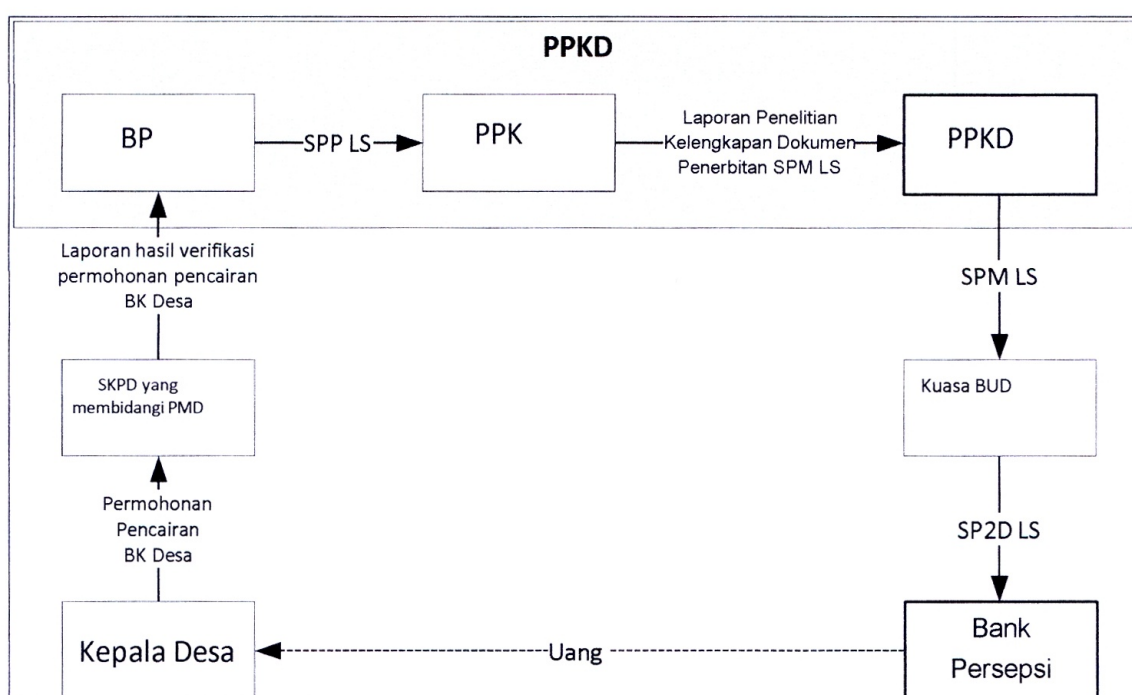 PPKD
BP
SPP LS
PPK
Laporan Penelitian
Kelengkapan Dokumen
Penerbitan SPM LS
PPKD
Laporan hasil verifikasi
permohonan pencairan
BK Desa
SPM LS
SKPD yang
membidangi PMD
Kuasa BUD
Permohonan
Pencairan
BK Desa
SP2D LS
Kepala Desa
Uang
Bank
Persepsi